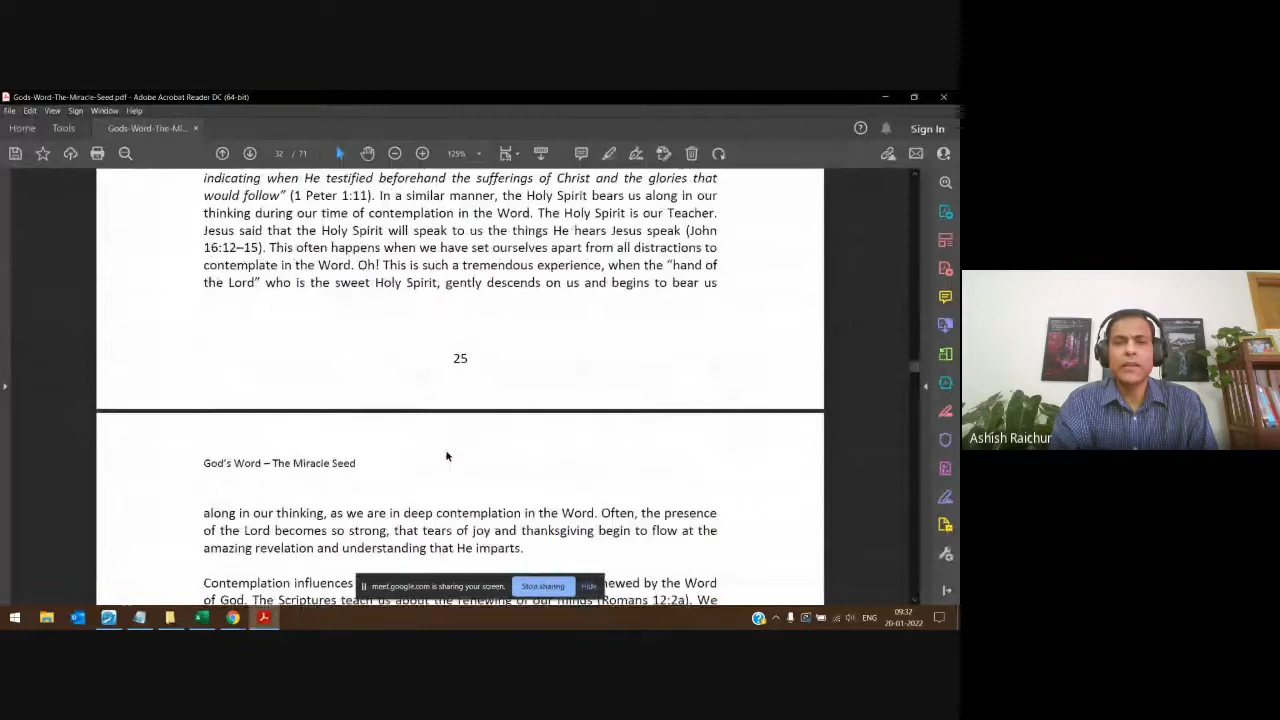 Gods-Word-The-Miracle-Seed.pdf - Adobe Acrobat Reader DC (64-bit)
File Edit View Sign Window Help
Home Tools Gods-Word-The-Mi... × Sign In
32 / 71 125%
indicating when He testified beforehand the sufferings of Christ and the glories that
would follow” (1 Peter 1:11). In a similar manner, the Holy Spirit bears us along in our
thinking during our time of contemplation in the Word. The Holy Spirit is our Teacher.
Jesus said that the Holy Spirit will speak to us the things He hears Jesus speak (John
16:12–15). This often happens when we have set ourselves apart from all distractions to
contemplate in the Word. Oh! This is such a tremendous experience, when the “hand of
the Lord” who is the sweet Holy Spirit, gently descends on us and begins to bear us
25
God’s Word – The Miracle Seed
along in our thinking, as we are in deep contemplation in the Word. Often, the presence
of the Lord becomes so strong, that tears of joy and thanksgiving begin to flow at the
amazing revelation and understanding that He imparts.
Contemplation influences newed by the Word
meet.google.com is sharing your screen. Stop sharing Hide
of God. The Scriptures teach us about the renewing of our minds (Romans 12:2a). We
ENG
09:32
20-01-2022
Ashish Raichur